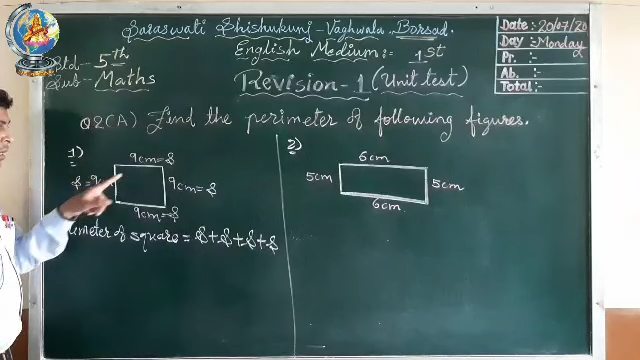 Saraswati Shishukunj - Vaghwala - Borsad.
English Medium:= 1st
Std- 5th
Sub- Maths
Revision-1 (Unit test)
Date :- 20/07/20
Day :- Monday
Pr. :-
Ab. :-
Total:-
Q2(A) Find the perimeter of following figures.
1)
9cm=S
S=9c
9cm=S
9cm=S
imeter of square = S+S+S+S
2)
6cm
5cm
5cm
6cm.